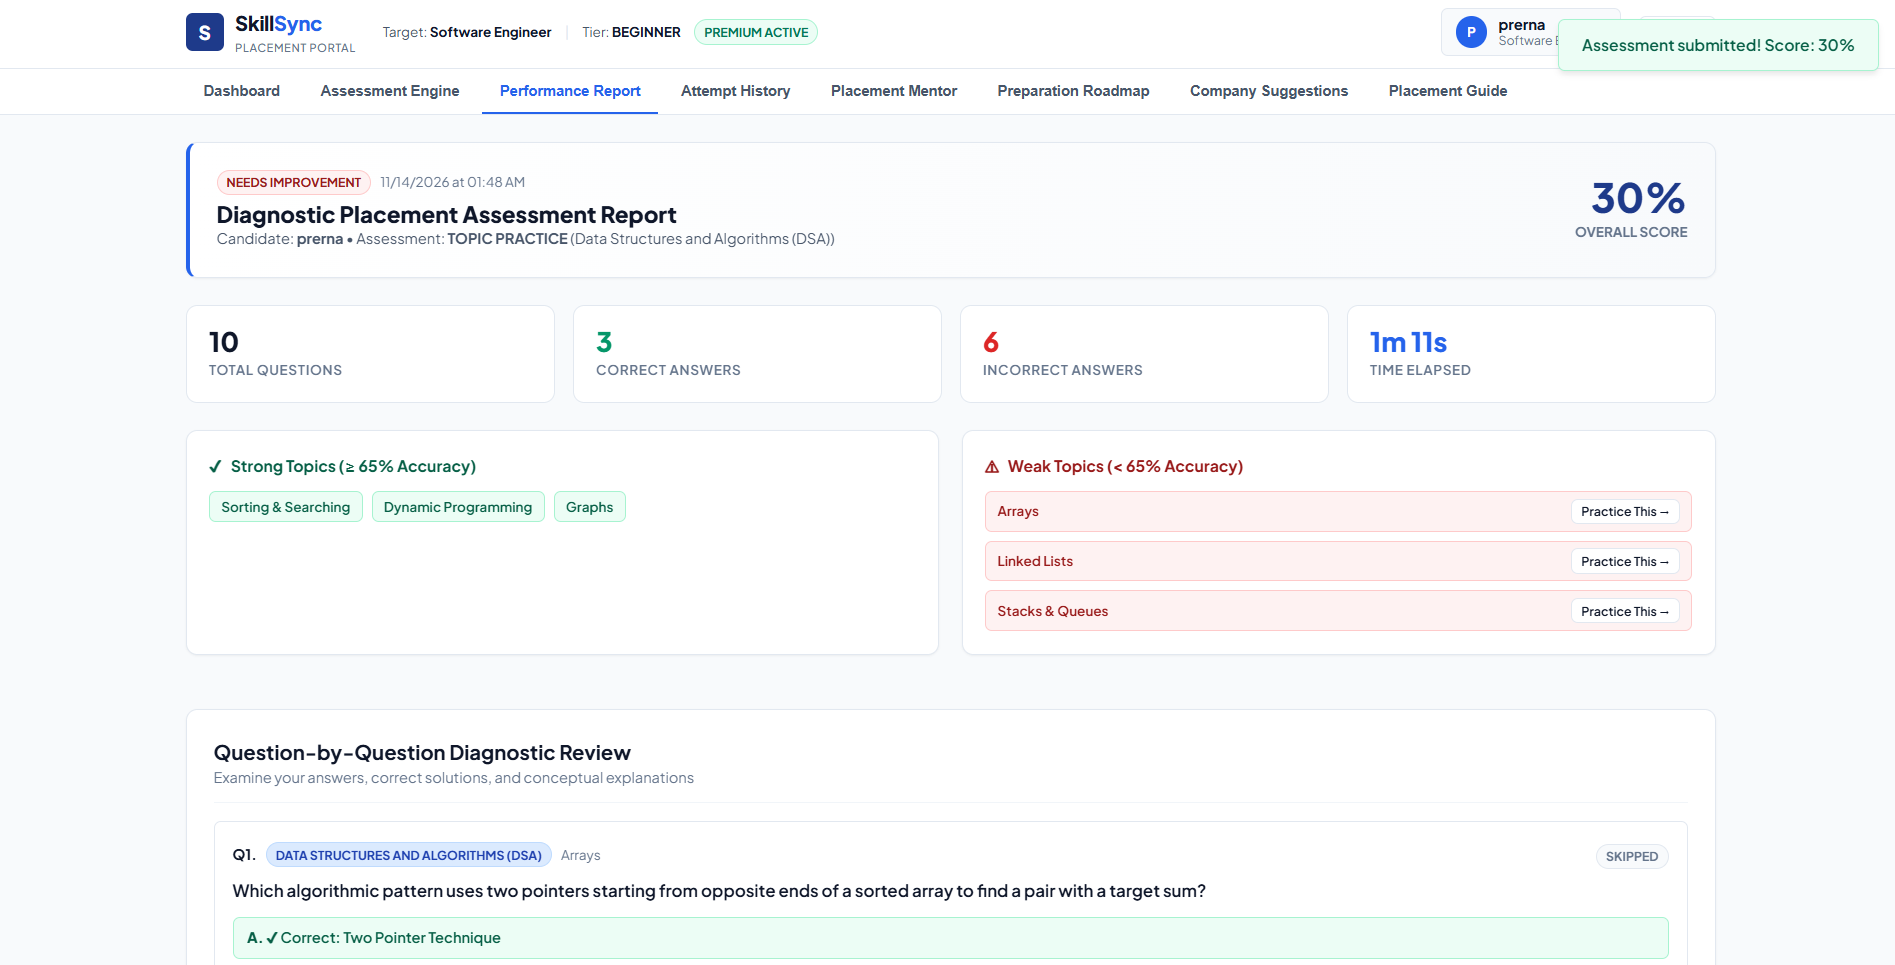 S
SkillSync
PLACEMENT PORTAL
Target: Software Engineer
Tier: BEGINNER
PREMIUM ACTIVE
P
prerna
Software
Assessment submitted! Score: 30%
Dashboard
Assessment Engine
Performance Report
Attempt History
Placement Mentor
Preparation Roadmap
Company Suggestions
Placement Guide
NEEDS IMPROVEMENT 11/14/2026 at 01:48 AM
Diagnostic Placement Assessment Report
Candidate: prerna • Assessment: TOPIC PRACTICE (Data Structures and Algorithms (DSA))
30%
OVERALL SCORE
10
TOTAL QUESTIONS
3
CORRECT ANSWERS
6
INCORRECT ANSWERS
1m 11s
TIME ELAPSED
✓ Strong Topics (≥ 65% Accuracy)
Sorting & Searching
Dynamic Programming
Graphs
⚠ Weak Topics (< 65% Accuracy)
Arrays
Practice This →
Linked Lists
Practice This →
Stacks & Queues
Practice This →
Question-by-Question Diagnostic Review
Examine your answers, correct solutions, and conceptual explanations
Q1. DATA STRUCTURES AND ALGORITHMS (DSA) Arrays
SKIPPED
Which algorithmic pattern uses two pointers starting from opposite ends of a sorted array to find a pair with a target sum?
A. ✓ Correct: Two Pointer Technique